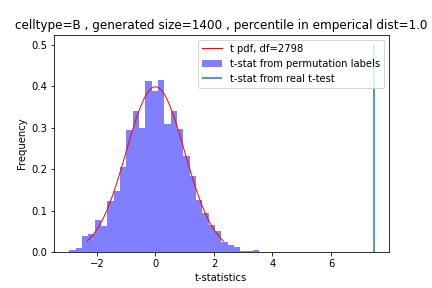 celltype=B , generated size=1400 , percentile in emperical dist=1.0
t pdf, df=2798
t-stat from permutation labels
t-stat from real t-test
Frequency
0.5
0.4
0.3
0.2
0.1
0.0
−2 0 2 4 6
t-statistics